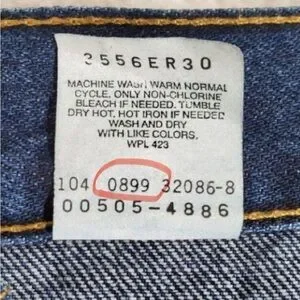 3556ER30
MACHINE WASH WARM NORMAL
CYCLE. ONLY NON-CHLORINE
BLEACH IF NEEDED. TUMBLE
DRY HOT. HOT IRON IF NEEDED
WASH AND DRY
WITH LIKE COLORS.
WPL 423
104 0899 32086-8
00505-4886